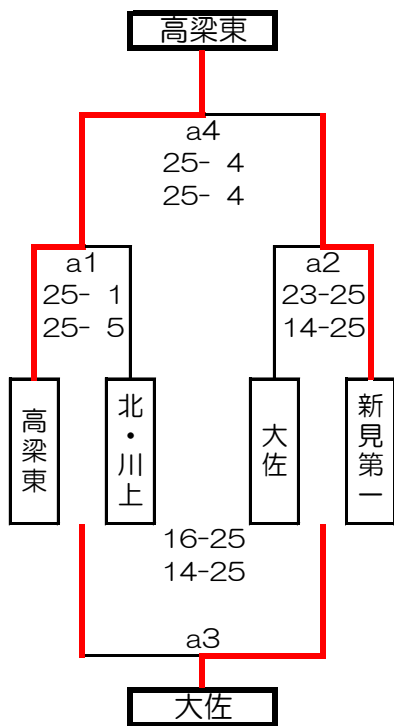 高梁東
a4
25- 4
25- 4
a1
25- 1
25- 5
a2
23-25
14-25
高梁東
北・川上
大佐
新見第一
16-25
14-25
a3
大佐